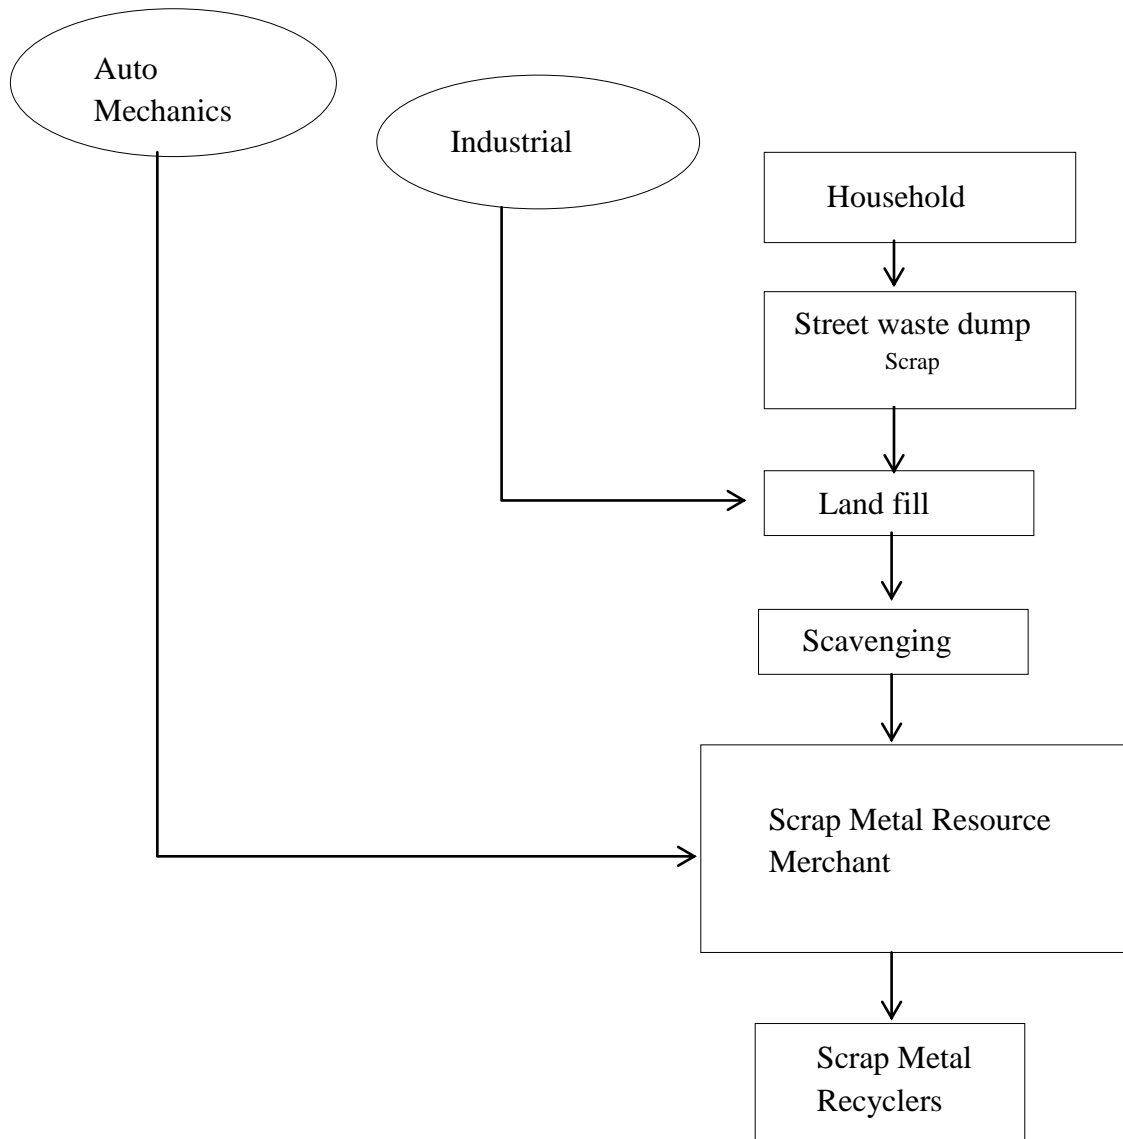 Auto
Mechanics
Industrial
Household
Street waste dump
Scrap
Land fill
Scavenging
Scrap Metal Resource
Merchant
Scrap Metal
Recyclers